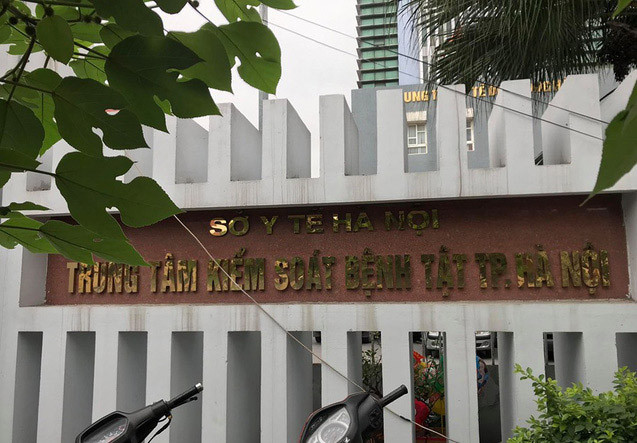 SỞ Y TẾ HÀ NỘI
TRUNG TÂM KIỂM SOÁT BỆNH TẬT TP. HÀ NỘI